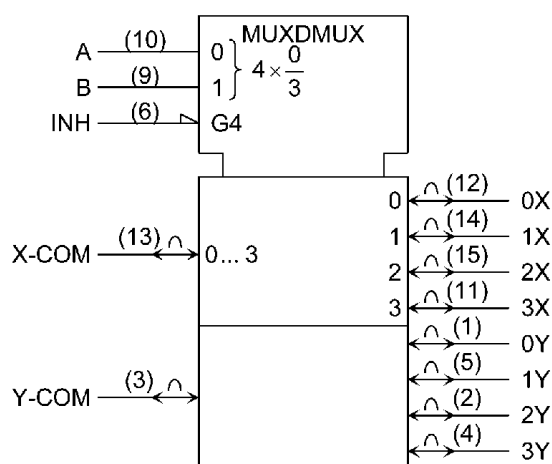 MUXDMUX
A (10) 0
4 × 0/3
B (9) 1
INH (6) G4
0 (12) 0X
1 (14) 1X
X-COM (13) ∩ 0... 3
2 (15) 2X
3 (11) 3X
(1) 0Y
(5) 1Y
Y-COM (3) ∩
(2) 2Y
(4) 3Y